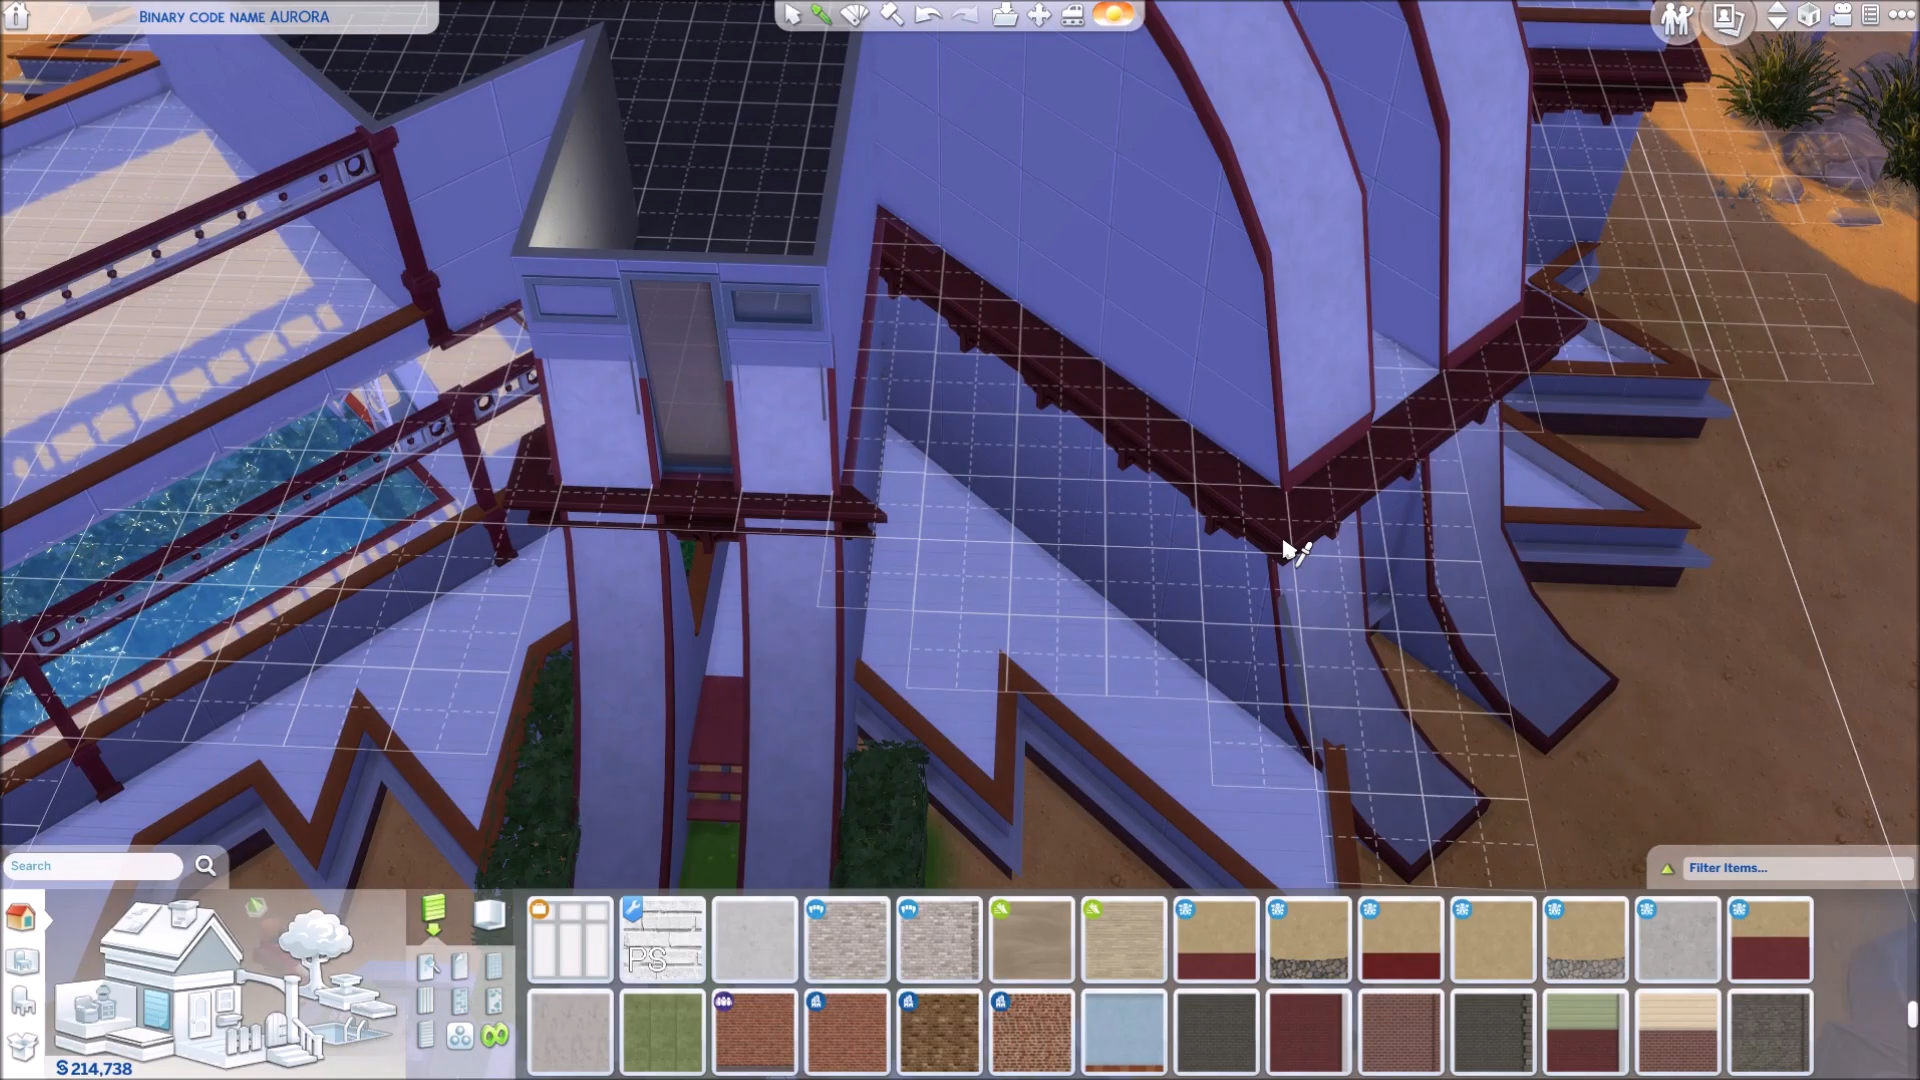 BINARY CODE NAME AURORA
Search
Filter Items...
PS
§214,738